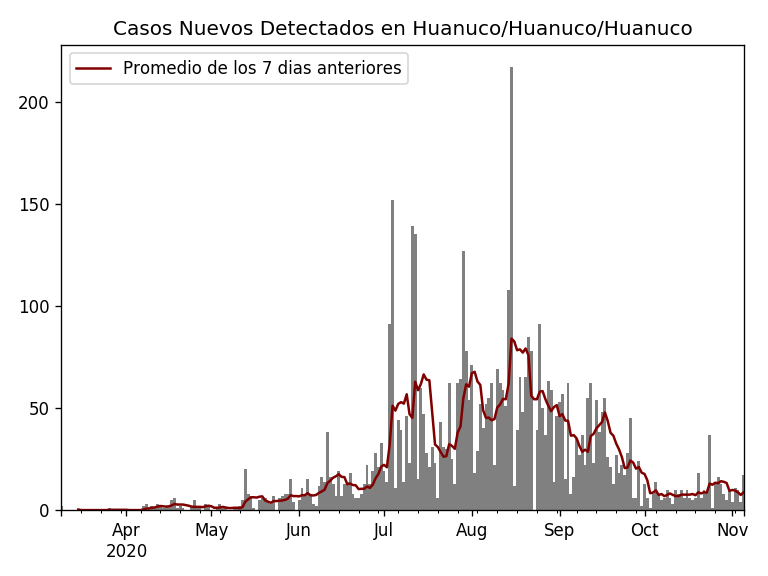 Casos Nuevos Detectados en Huanuco/Huanuco/Huanuco
Promedio de los 7 dias anteriores
200
150
100
50
0
Apr
2020
May
Jun
Jul
Aug
Sep
Oct
Nov